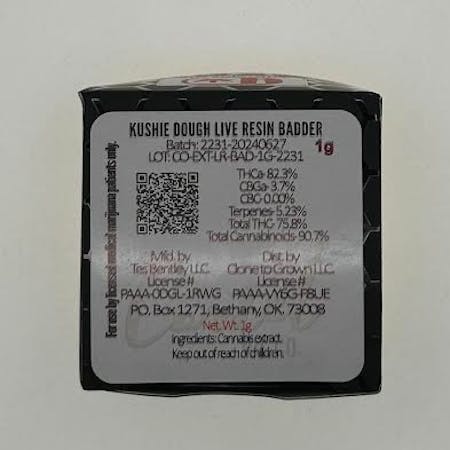 KUSHIE DOUGH LIVE RESIN BADDER
Batch: 2231-20240627
1g
LOT: CO-EXT-LR-BAD-1G-2231
THCa- 82.3%
CBGa- 3.7%
CBC-0.00%
Terpenes- 5.23%
Total THC- 75.8%
Total Cannabinoids- 90.7%
For use by licensed medical marijuana patients only.
Mfd. by
Tes Bentley LLC.
License #
PAAA-0DGL-1RWG
Dist. by
Clone to Grown LLC.
License #
PAAA-VY6G-F8UE
P.O. Box 1271, Bethany, OK. 73008
Net. Wt. 1g
Ingredients: Cannabis extract.
Keep out of reach of children.